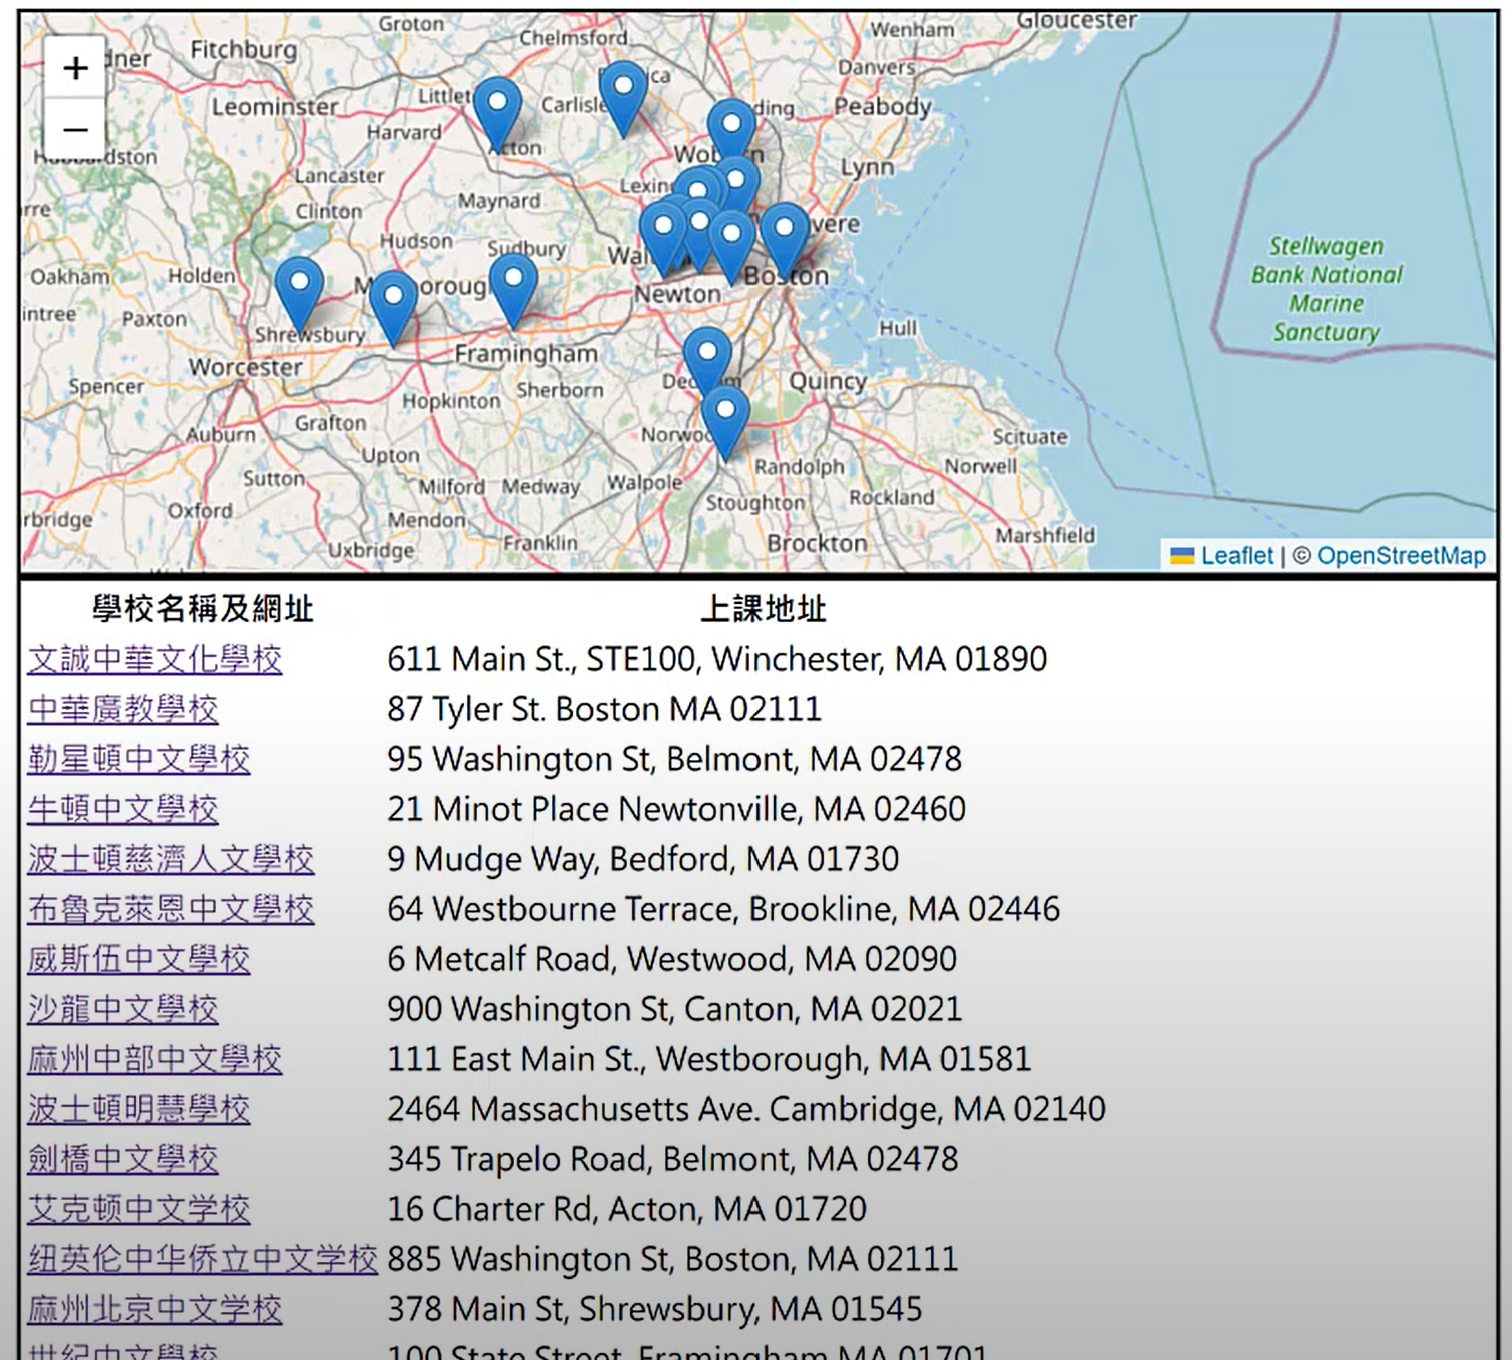 Groton
Gloucester
Chelmsford
Wenham
+
dner
Fitchburg
Danvers
ica
Leominster
Littlet
Carlisle
ding
Peabody
−
Harvard
Acton
Wob n
Lynn
Lancaster
Lexing
rre
Clinton
Maynard
vere
Hudson
Sudbury
Wal
Stellwagen
Bank National
Marine
Sanctuary
Oakham
Holden
M oroug
Boston
Newton
intree
Paxton
Shrewsbury
Hull
Worcester
Framingham
Spencer
Sherborn
Ded m
Quincy
Hopkinton
Grafton
Auburn
Norwoo
Scituate
Upton
Randolph
Norwell
Sutton
Milford
Medway
Walpole
Stoughton
Rockland
Oxford
rbridge
Mendon
Marshfield
Uxbridge
Franklin
Brockton
Leaflet | © OpenStreetMap
學校名稱及網址 上課地址
文誠中華文化學校 611 Main St., STE100, Winchester, MA 01890
中華廣教學校 87 Tyler St. Boston MA 02111
勒星頓中文學校 95 Washington St, Belmont, MA 02478
牛頓中文學校 21 Minot Place Newtonville, MA 02460
波士頓慈濟人文學校 9 Mudge Way, Bedford, MA 01730
布魯克萊恩中文學校 64 Westbourne Terrace, Brookline, MA 02446
威斯伍中文學校 6 Metcalf Road, Westwood, MA 02090
沙龍中文學校 900 Washington St, Canton, MA 02021
麻州中部中文學校 111 East Main St., Westborough, MA 01581
波士頓明慧學校 2464 Massachusetts Ave. Cambridge, MA 02140
劍橋中文學校 345 Trapelo Road, Belmont, MA 02478
艾克顿中文学校 16 Charter Rd, Acton, MA 01720
纽英伦中华侨立中文学校 885 Washington St, Boston, MA 02111
麻州北京中文学校 378 Main St, Shrewsbury, MA 01545
世紀中文學校 100 State Street, Framingham MA 01701